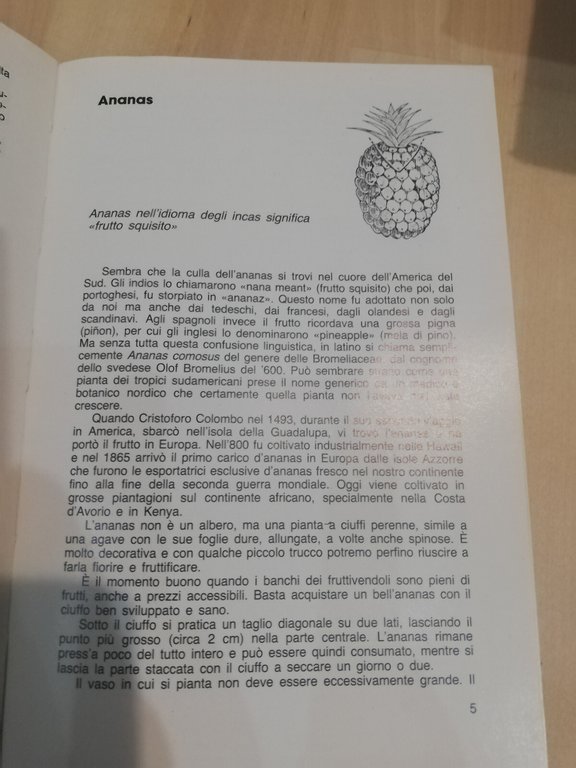 lta
Ananas
Ananas nell'idioma degli incas significa
«frutto squisito»
Sembra che la culla dell'ananas si trovi nel cuore dell'America del
Sud. Gli indios lo chiamarono «nana meant» (frutto squisito) che poi, dai
portoghesi, fu storpiato in «ananaz». Questo nome fu adottato non solo
da noi ma anche dai tedeschi, dai francesi, dagli olandesi e dagli
scandinavi. Agli spagnoli invece il frutto ricordava una grossa pigna
(piñon), per cui gli inglesi lo denominarono «pineapple» (mela di pino).
Ma senza tutta questa confusione linguistica, in latino si chiama sempli-
cemente Ananas comosus del genere delle Bromeliaceae, dal cognome
dello svedese Olof Bromelius del '600. Può sembrare strano come una
pianta dei tropici sudamericani prese il nome generico da un medico e
botanico nordico che certamente quella pianta non l'aveva mai vista
crescere.
Quando Cristoforo Colombo nel 1493, durante il suo secondo viaggio
in America, sbarcò nell'isola della Guadalupa, vi trovò l'ananas e ne
portò il frutto in Europa. Nell'800 fu coltivato industrialmente nelle Hawaii
e nel 1865 arrivò il primo carico d'ananas in Europa dalle isole Azzorre
che furono le esportatrici esclusive d'ananas fresco nel nostro continente
fino alla fine della seconda guerra mondiale. Oggi viene coltivato in
grosse piantagioni sul continente africano, specialmente nella Costa
d'Avorio e in Kenya.
L'ananas non è un albero, ma una pianta a ciuffi perenne, simile a
una agave con le sue foglie dure, allungate, a volte anche spinose. È
molto decorativa e con qualche piccolo trucco potremo perfino riuscire a
farla fiorire e fruttificare.
È il momento buono quando i banchi dei fruttivendoli sono pieni di
frutti, anche a prezzi accessibili. Basta acquistare un bell'ananas con il
ciuffo ben sviluppato e sano.
Sotto il ciuffo si pratica un taglio diagonale su due lati, lasciando il
punto più grosso (circa 2 cm) nella parte centrale. L'ananas rimane
press'a poco del tutto intero e può essere quindi consumato, mentre si
lascia la parte staccata con il ciuffo a seccare un giorno o due.
Il vaso in cui si pianta non deve essere eccessivamente grande. Il
5